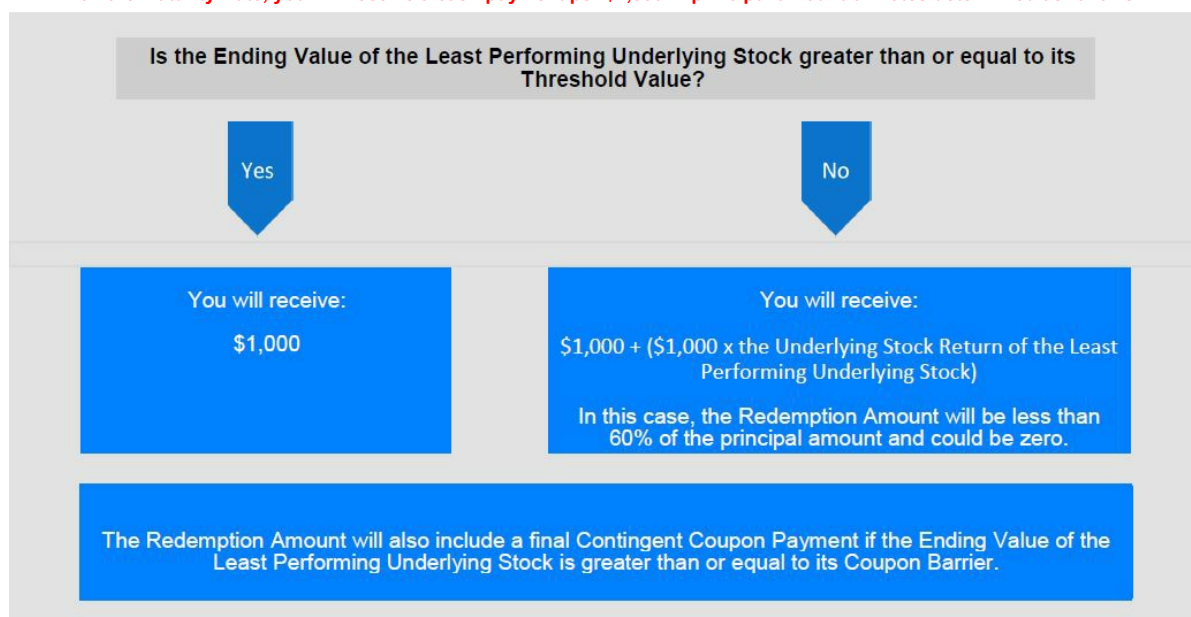 Is the Ending Value of the Least Performing Underlying Stock greater than or equal to its
Threshold Value?
Yes
No
You will receive:
$1,000
You will receive:
$1,000 + ($1,000 x the Underlying Stock Return of the Least
Performing Underlying Stock)
In this case, the Redemption Amount will be less than
60% of the principal amount and could be zero.
The Redemption Amount will also include a final Contingent Coupon Payment if the Ending Value of the
Least Performing Underlying Stock is greater than or equal to its Coupon Barrier.